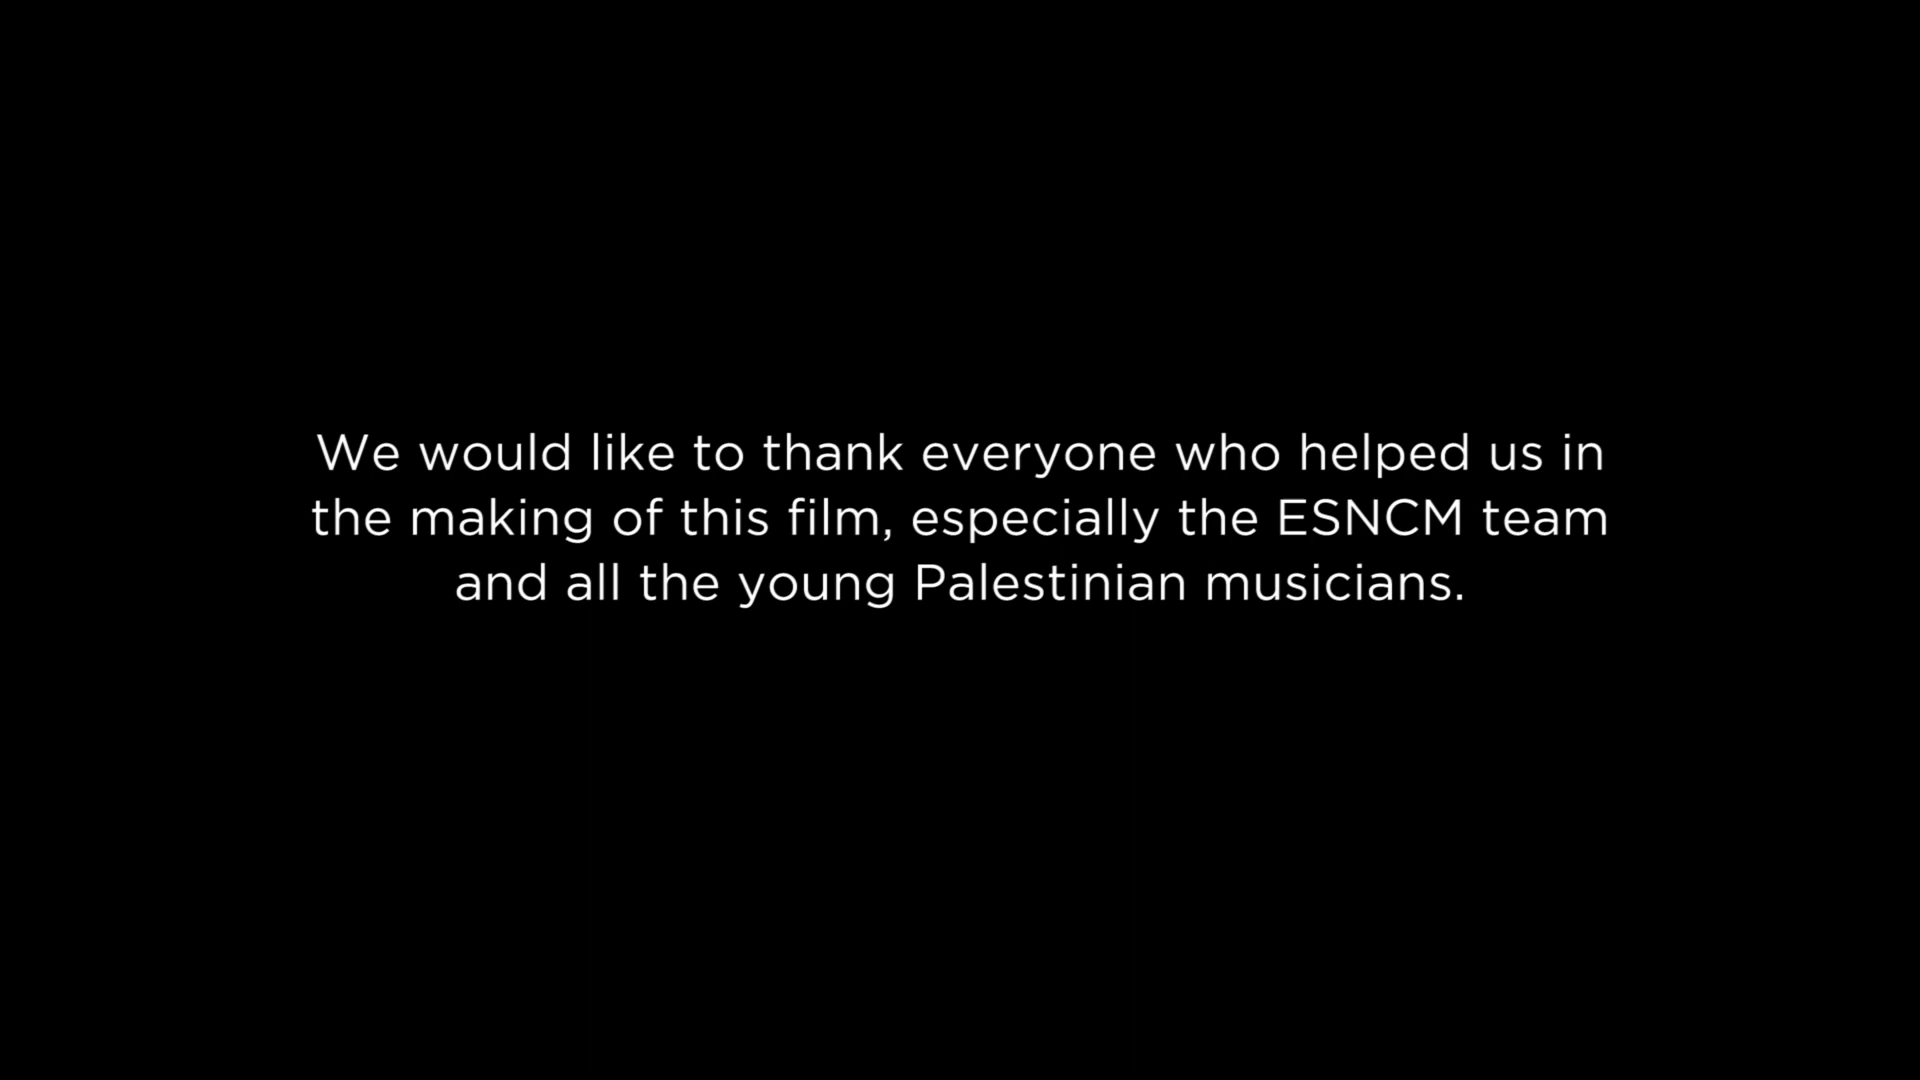 We would like to thank everyone who helped us in
the making of this film, especially the ESNCM team
and all the young Palestinian musicians.